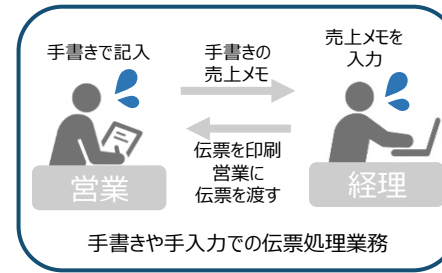 手書きで記入
手書きの
売上メモ
売上メモを
入力
伝票を印刷
営業に
伝票を渡す
営業
経理
手書きや手入力での伝票処理業務